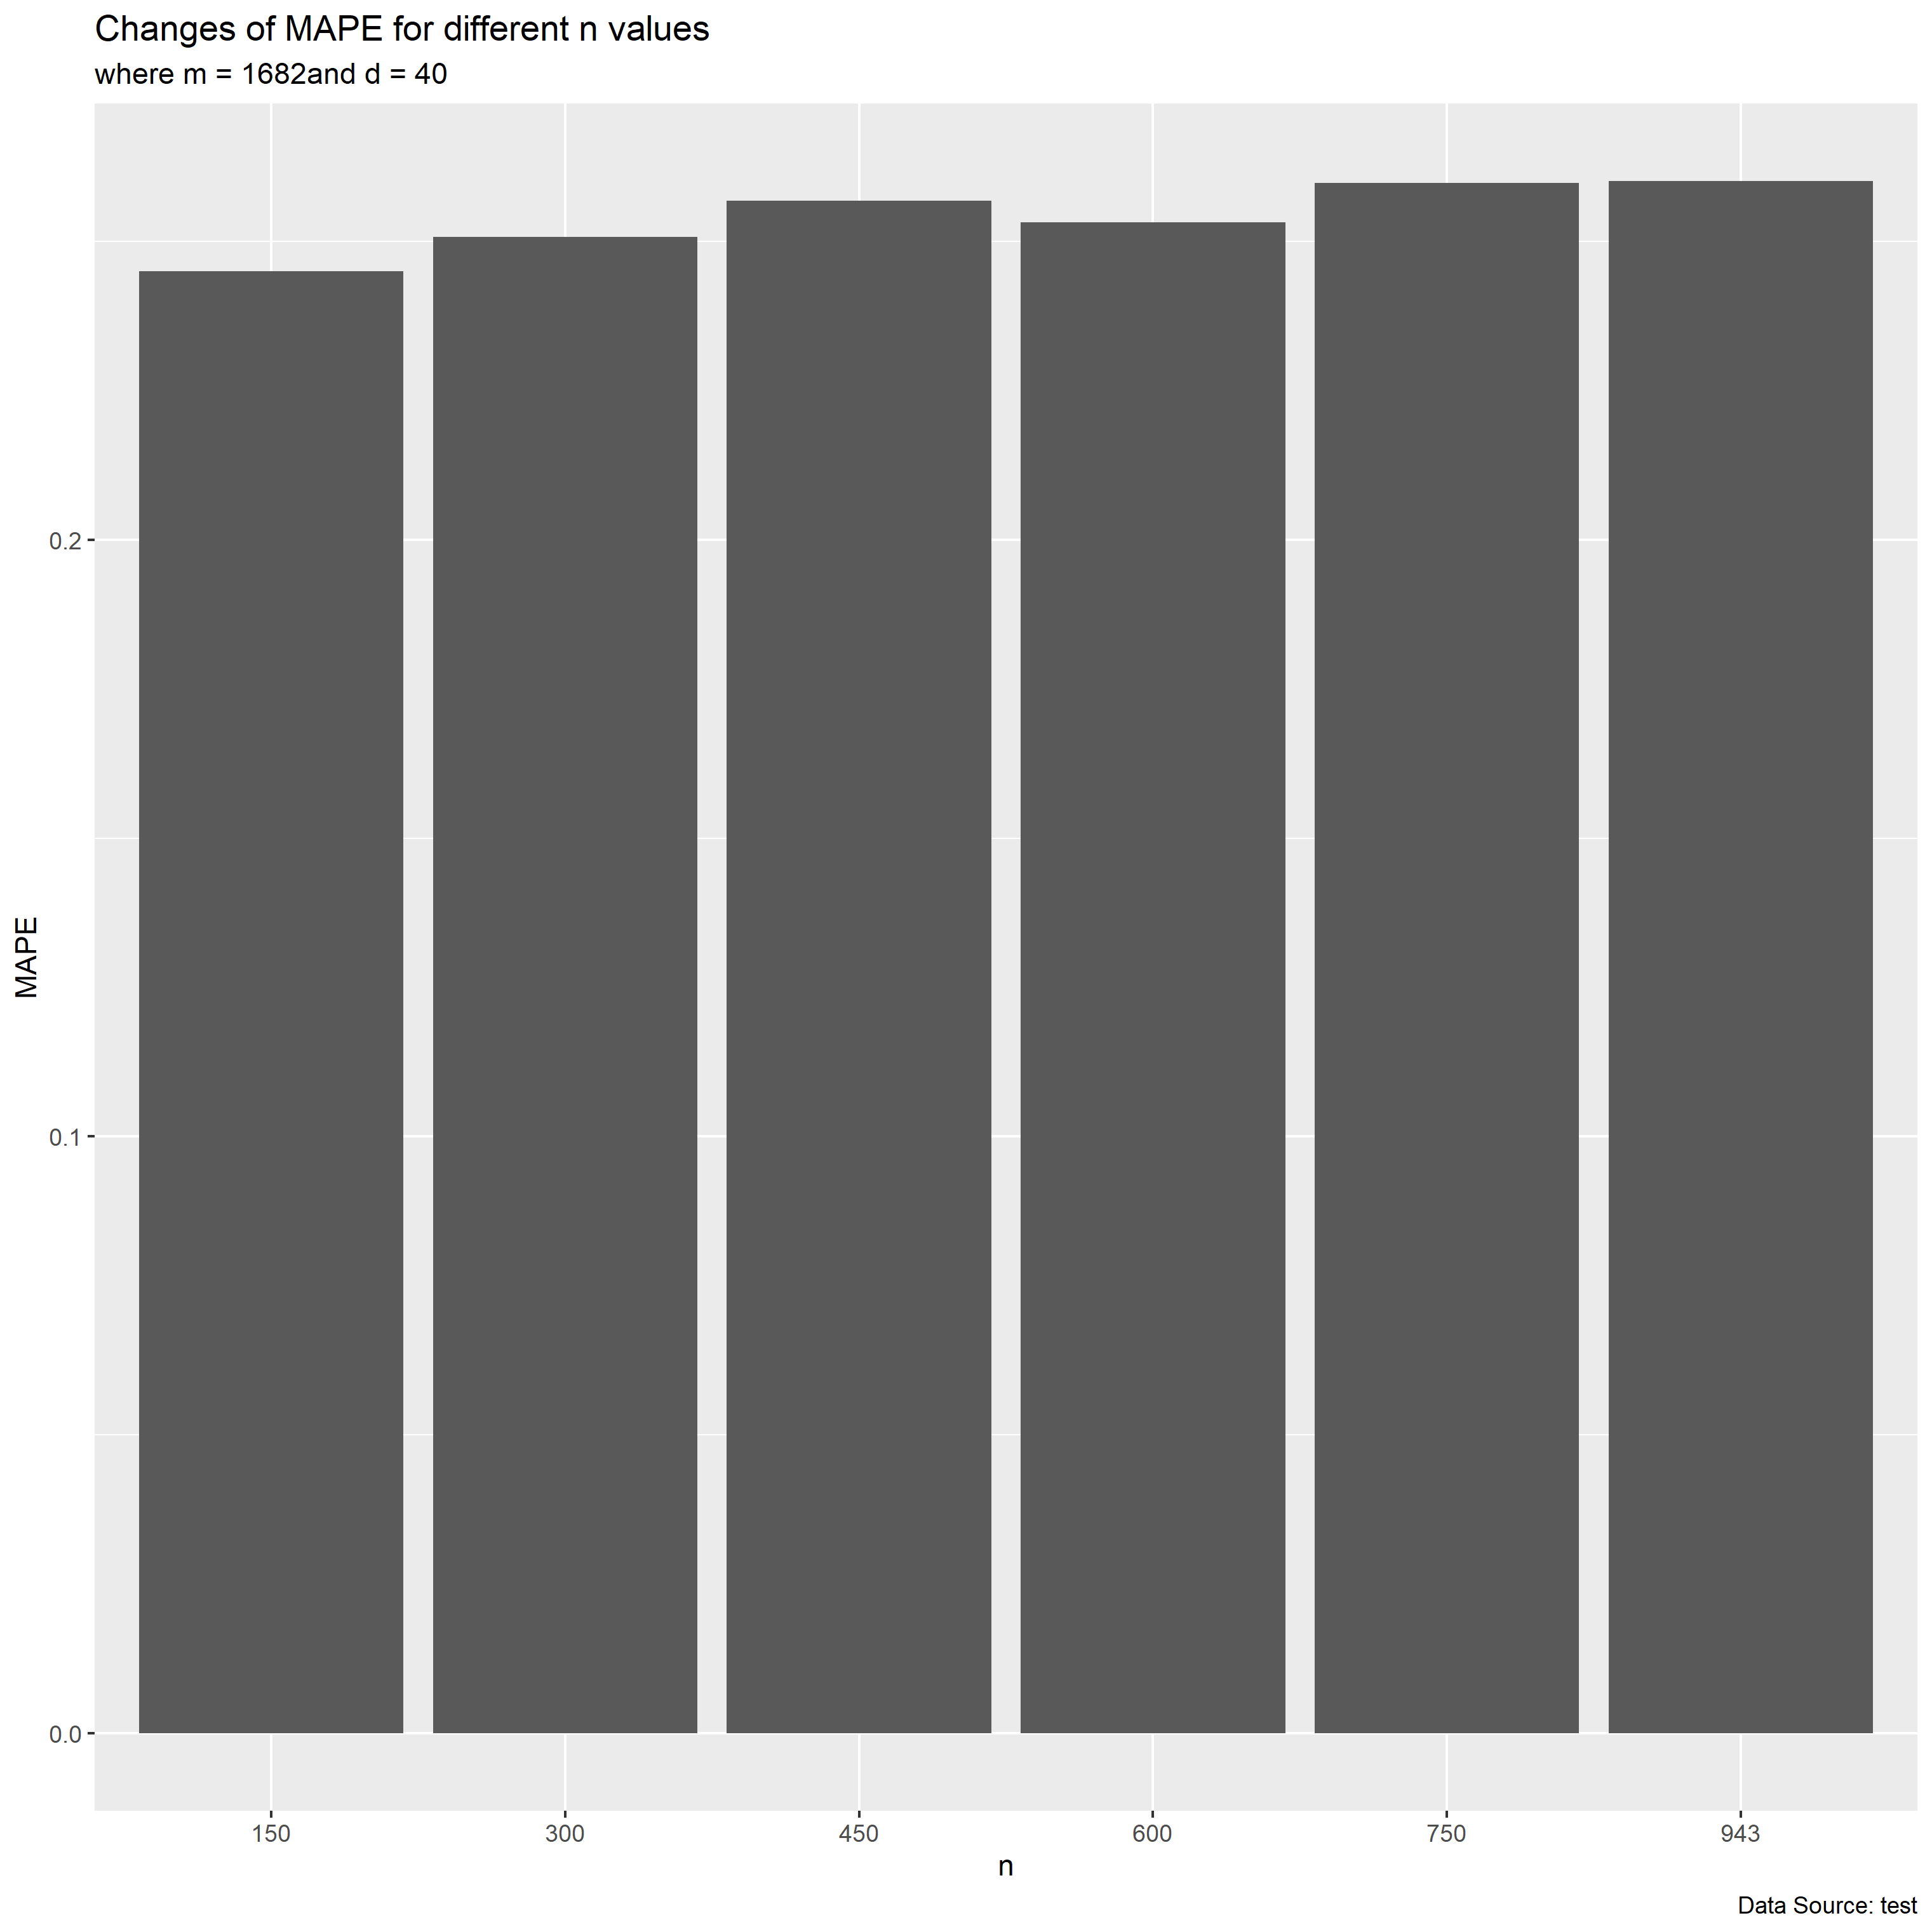 Changes of MAPE for different n values
where m = 1682and d = 40
MAPE
0.2
0.1
0.0
150 300 450 600 750 943
n
Data Source: test